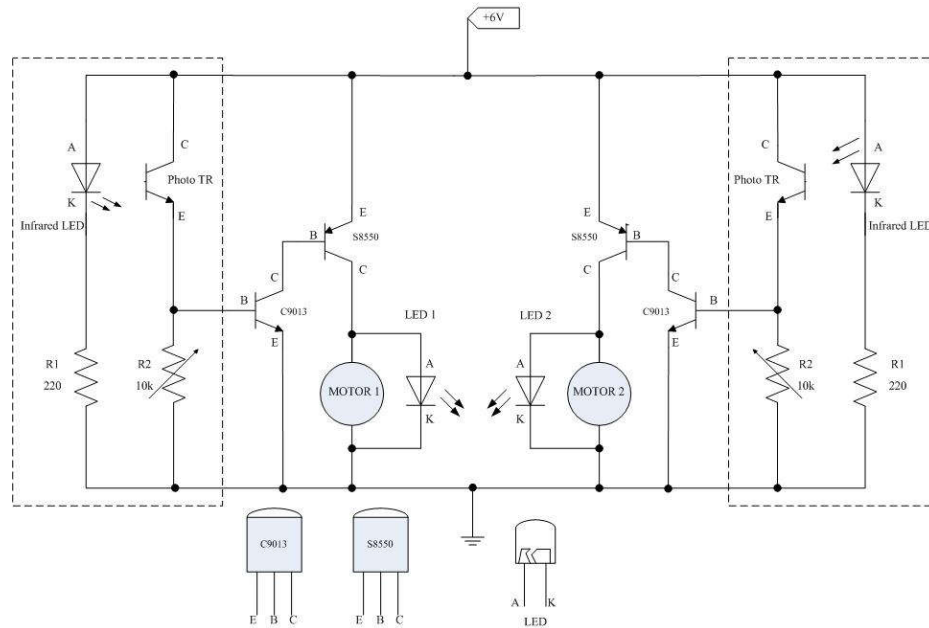 +6V
A
C
Photo TR
K
E
Infrared LED
E
B
S8550
C
C
B
C9013
E
R1
220
R2
10k
LED 1
A
MOTOR 1
K
LED 2
A
MOTOR 2
K
E
S8550
B
C
C
C9013
B
E
C
Photo TR
A
E
K
Infrared LED
R2
10k
R1
220
C9013
E B C
S8550
E B C
A K
LED